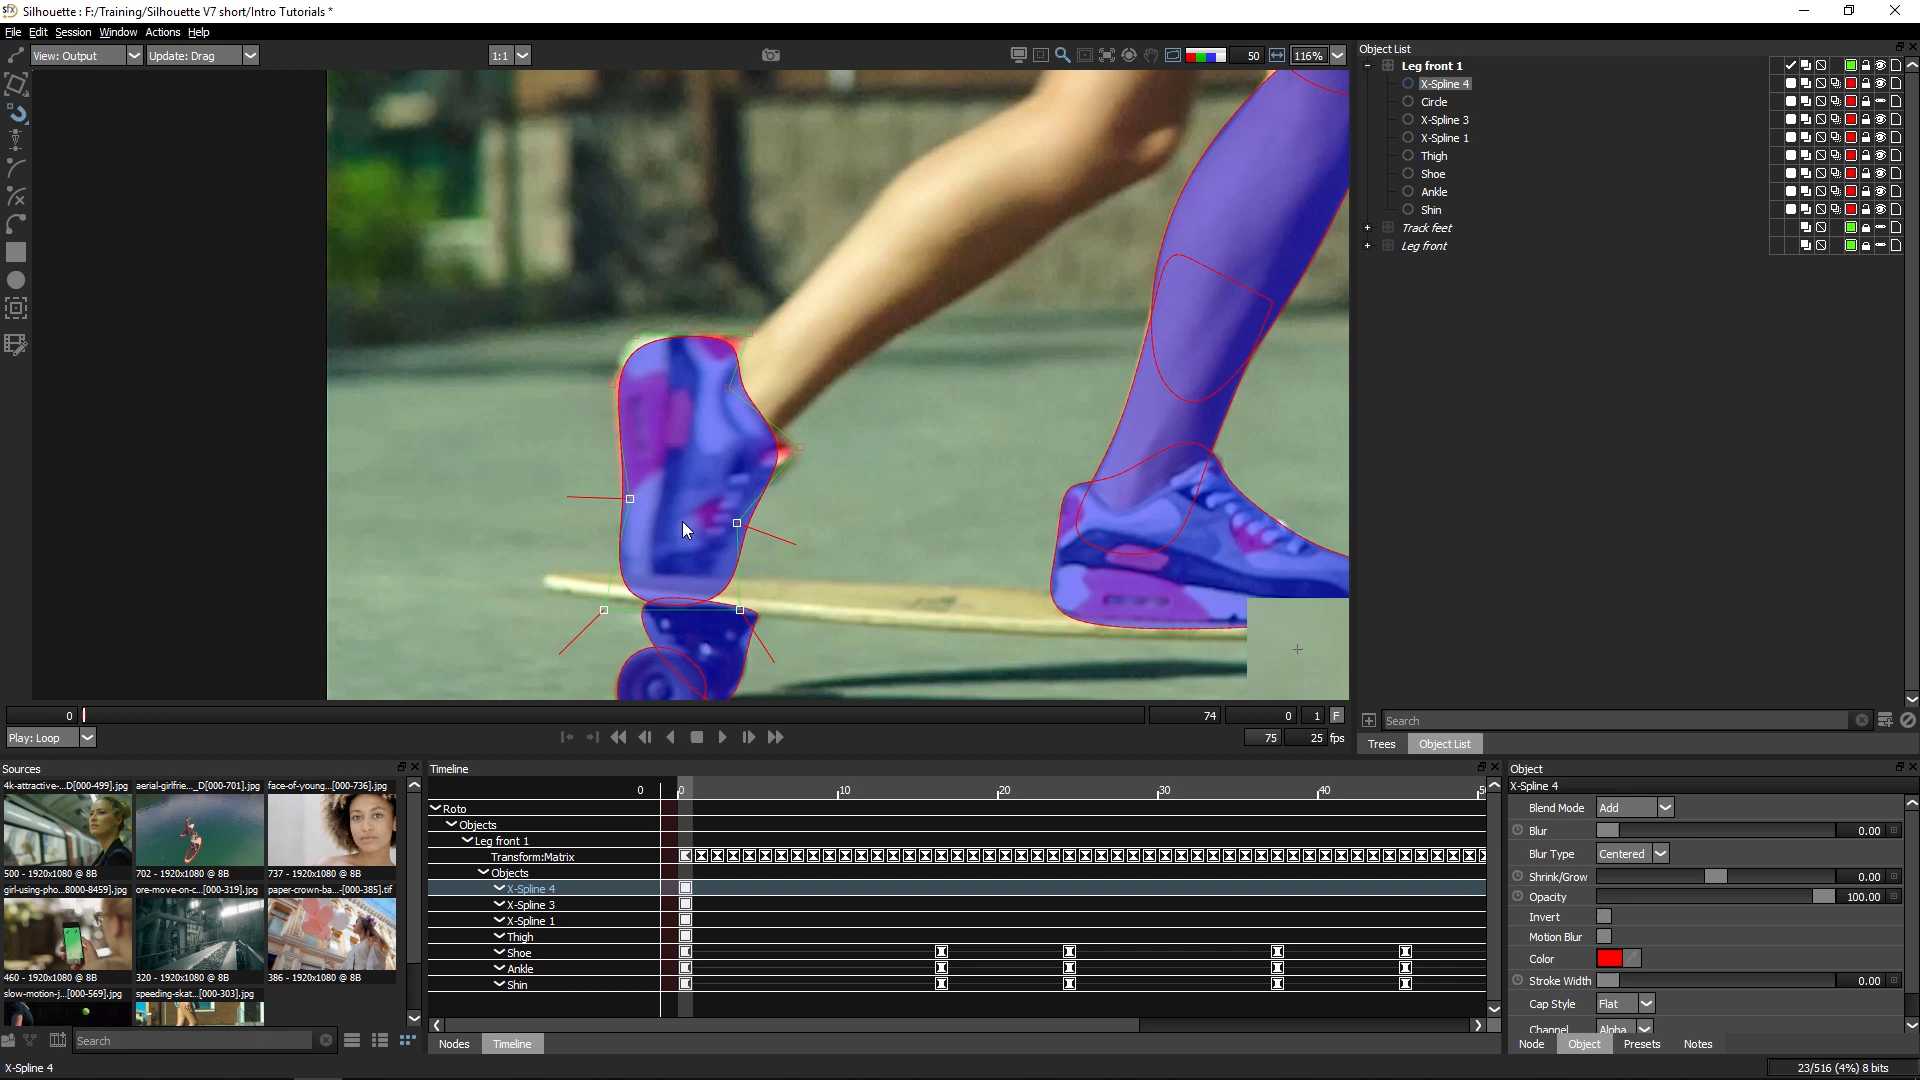 Silhouette : F:/Training/Silhouette V7 short/Intro Tutorials *
File Edit Session Window Actions Help
View: Output Update: Drag 1:1 50 116%
Object List
Leg front 1
X-Spline 4
Circle
X-Spline 3
X-Spline 1
Thigh
Shoe
Ankle
Shin
Track feet
Leg front
Search
Trees Object List
0 74 0 1 F
Play: Loop 75 25 fps
Sources
4k-attractive-...D[000-499].jpg aerial-girlfrie..._D[000-701].jpg face-of-young...[000-736].jpg
500 - 1920x1080 @ 8B 702 - 1920x1080 @ 8B 737 - 1920x1080 @ 8B
girl-using-pho...8000-8459].jpg ore-move-on-c...[000-319].jpg paper-crown-ba...-[000-385].tif
460 - 1920x1080 @ 8B 320 - 1920x1080 @ 8B 386 - 1920x1080 @ 8B
slow-motion-j...[000-569].jpg speeding-skat...[000-303].jpg
Search
Timeline
0 0 10 20 30 40 50
Roto
Objects
Leg front 1
Transform:Matrix
Objects
X-Spline 4
X-Spline 3
X-Spline 1
Thigh
Shoe
Ankle
Shin
Nodes Timeline
Object
X-Spline 4
Blend Mode Add
Blur 0.00
Blur Type Centered
Shrink/Grow 0.00
Opacity 100.00
Invert
Motion Blur
Color
Stroke Width 0.00
Cap Style Flat
Channel Alpha
Node Object Presets Notes
X-Spline 4 23/516 (4%) 8 bits